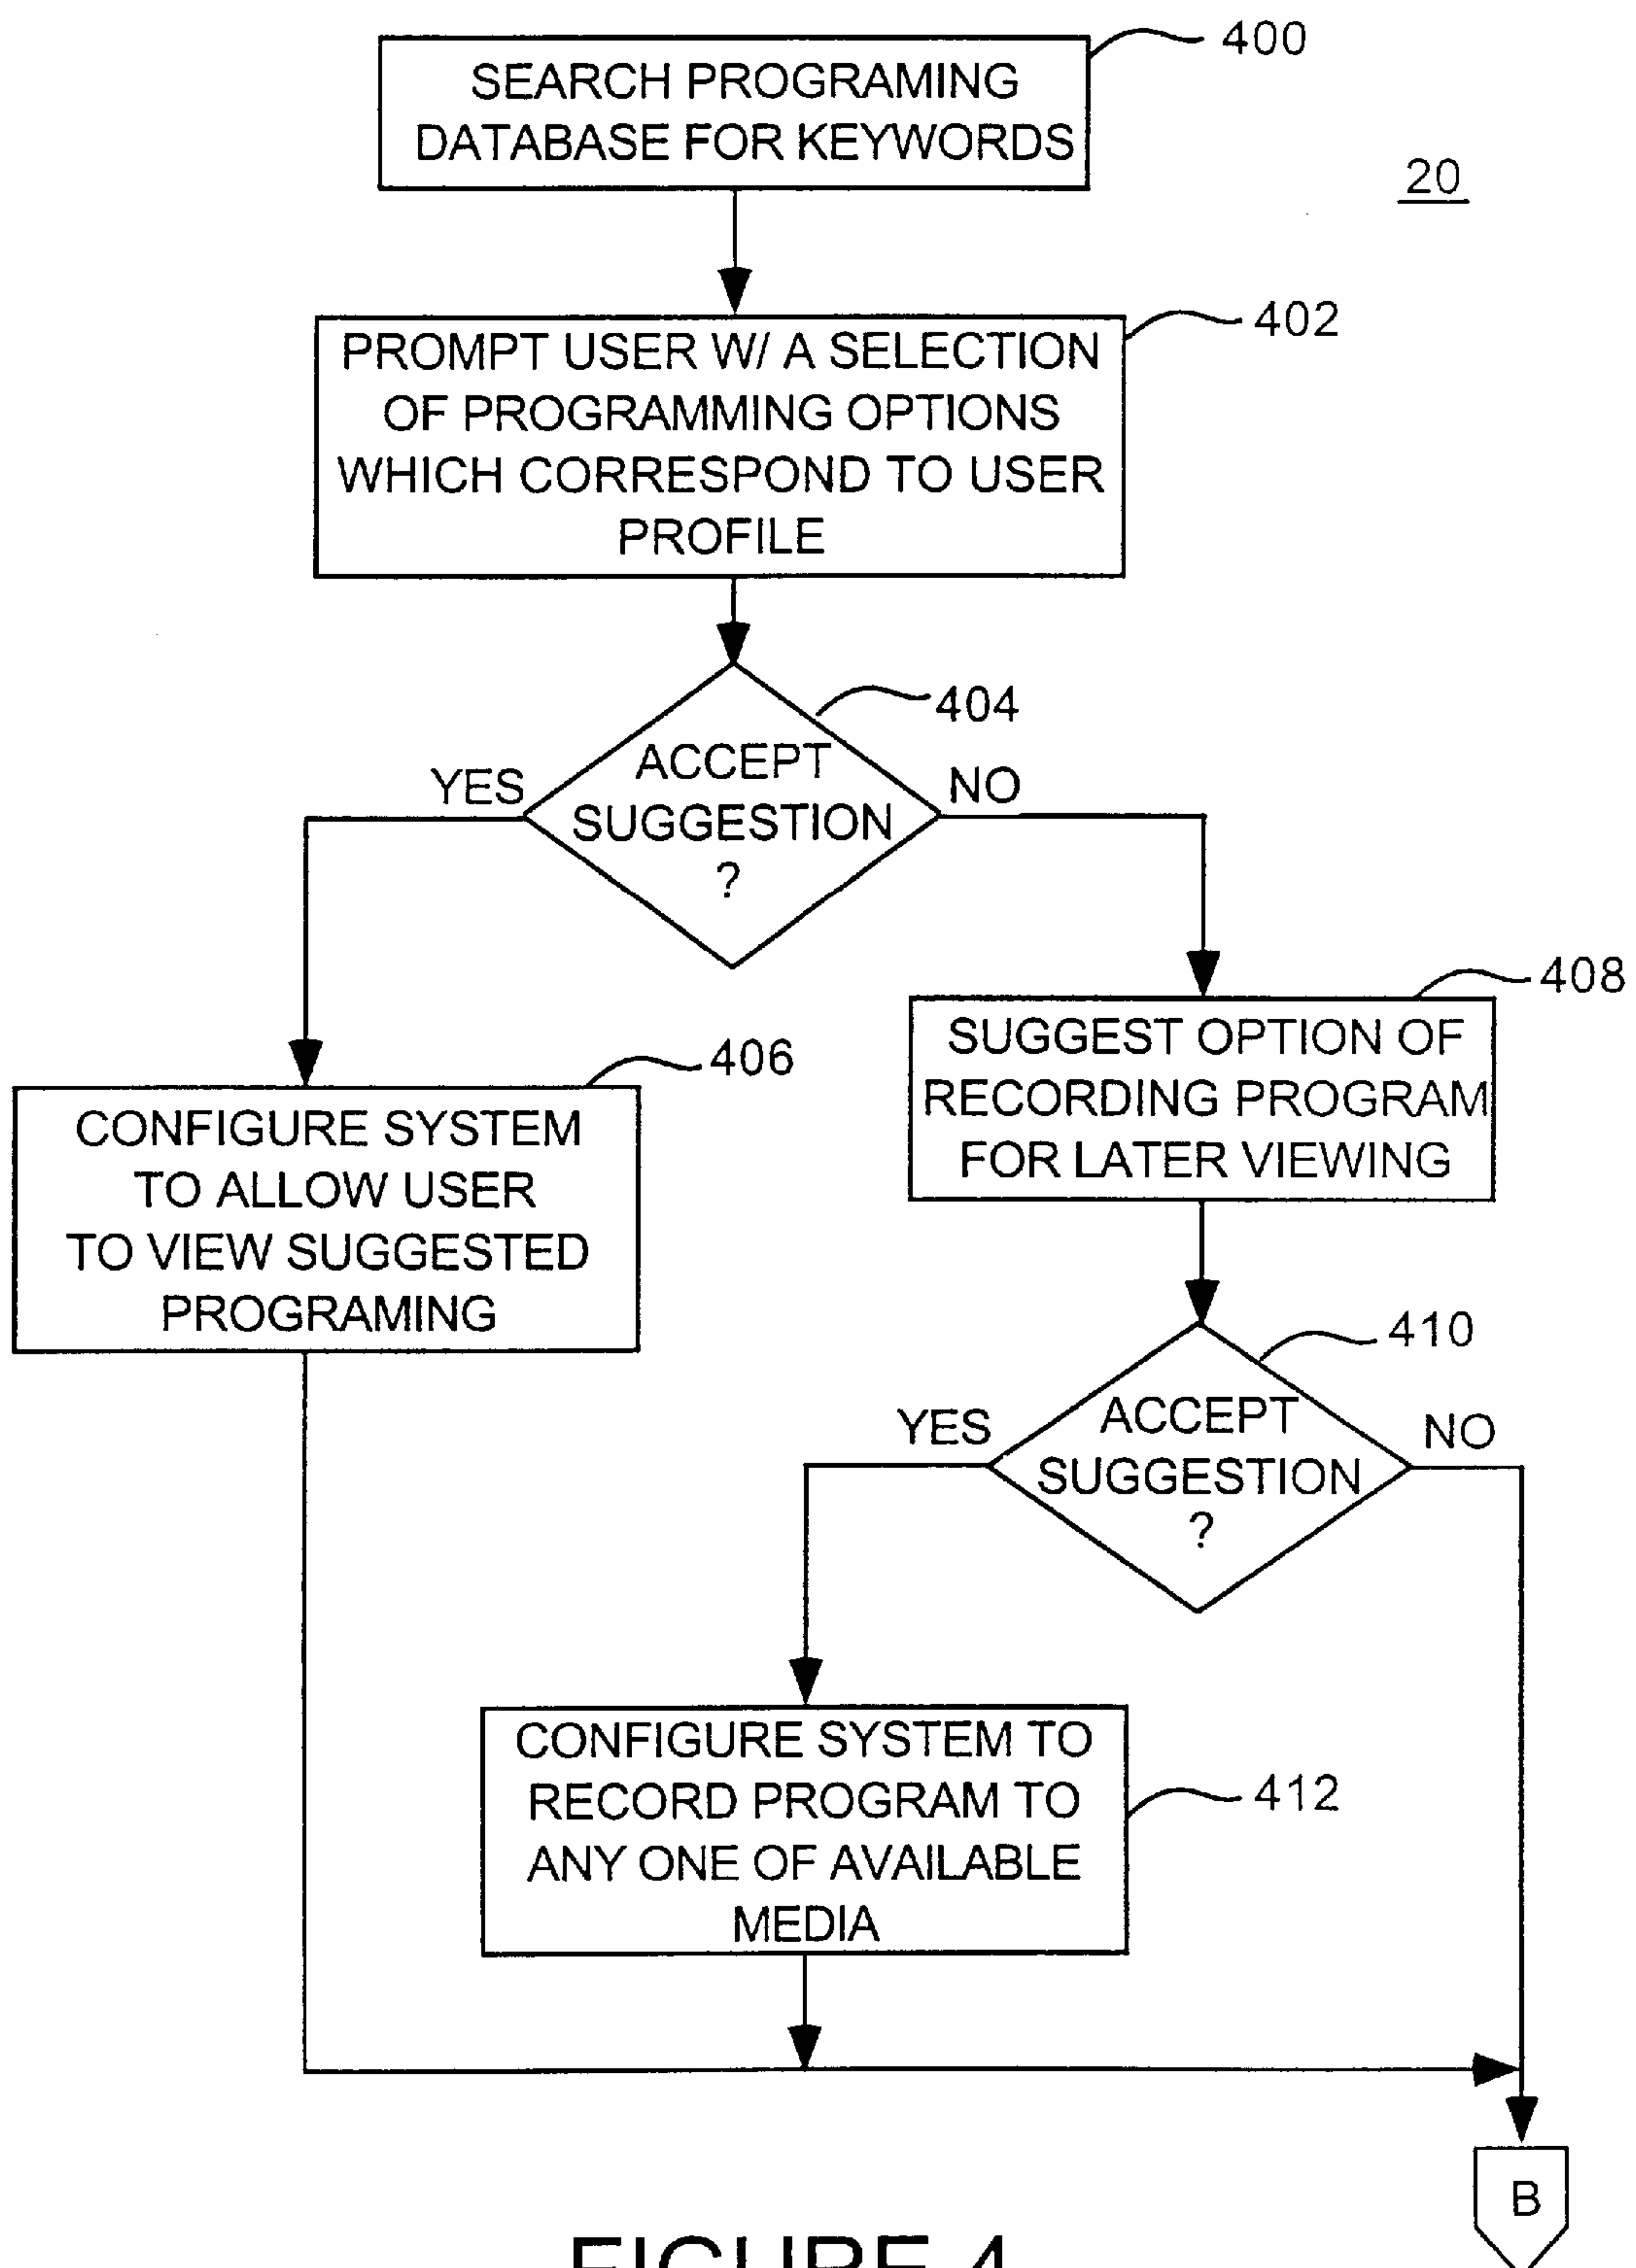 400
SEARCH PROGRAMING
DATABASE FOR KEYWORDS
20
402
PROMPT USER W/ A SELECTION
OF PROGRAMMING OPTIONS
WHICH CORRESPOND TO USER
PROFILE
404
ACCEPT
SUGGESTION
?
YES
NO
408
SUGGEST OPTION OF
RECORDING PROGRAM
FOR LATER VIEWING
406
CONFIGURE SYSTEM
TO ALLOW USER
TO VIEW SUGGESTED
PROGRAMING
410
ACCEPT
SUGGESTION
?
YES
NO
CONFIGURE SYSTEM TO
RECORD PROGRAM TO
ANY ONE OF AVAILABLE
MEDIA
412
B
FIGURE 4